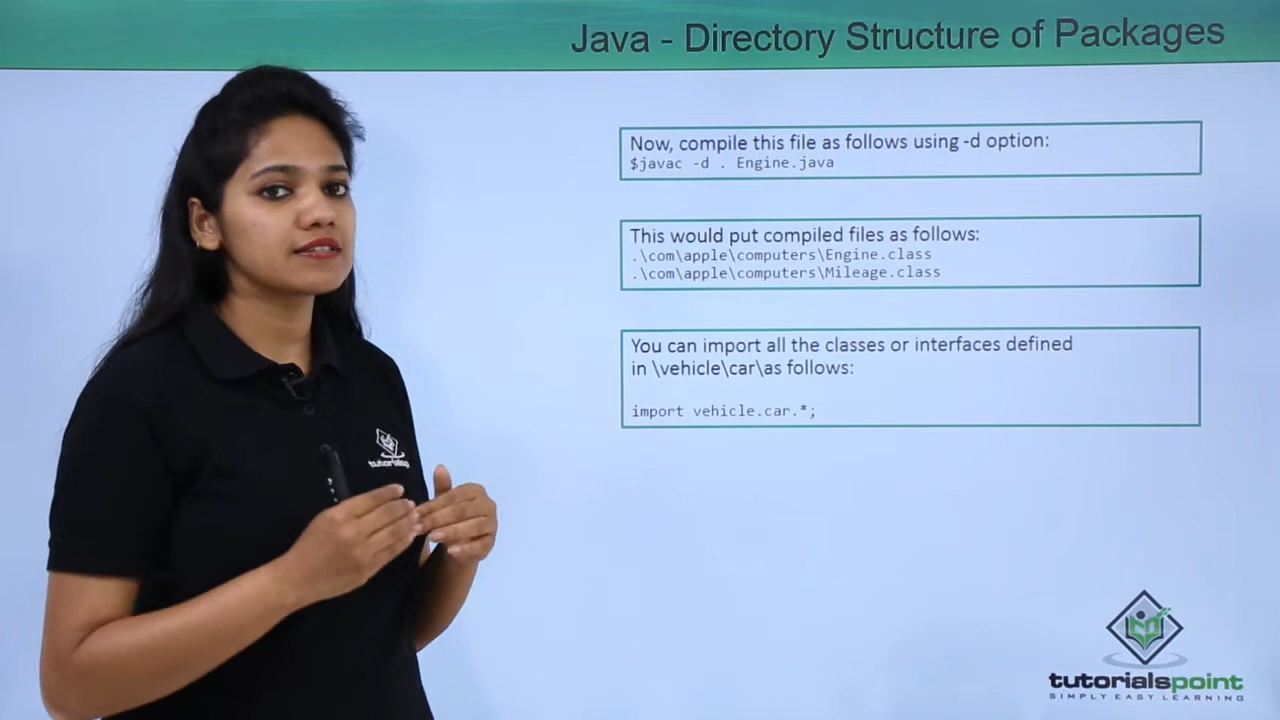 Java - Directory Structure of Packages
Now, compile this file as follows using -d option:
$javac -d . Engine.java
This would put compiled files as follows:
.\com\apple\computers\Engine.class
.\com\apple\computers\Mileage.class
You can import all the classes or interfaces defined
in \vehicle\car\as follows:
import vehicle.car.*;
tutorialsp
tutorialspoint
SIMPLY EASY LEARNING